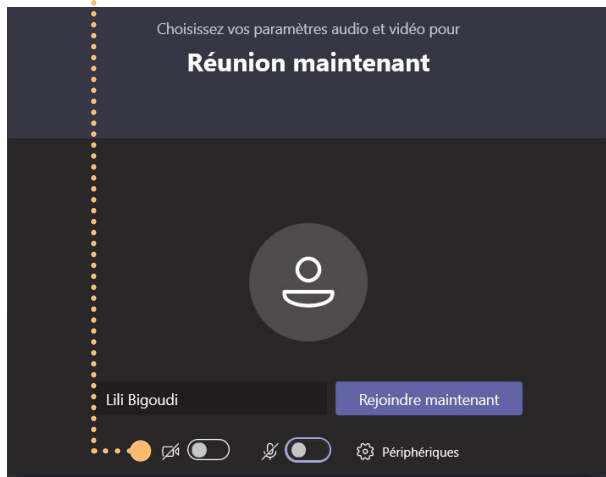 Choisissez vos paramètres audio et vidéo pour
Réunion maintenant
Lili Bigoudi
Rejoindre maintenant
Périphériques